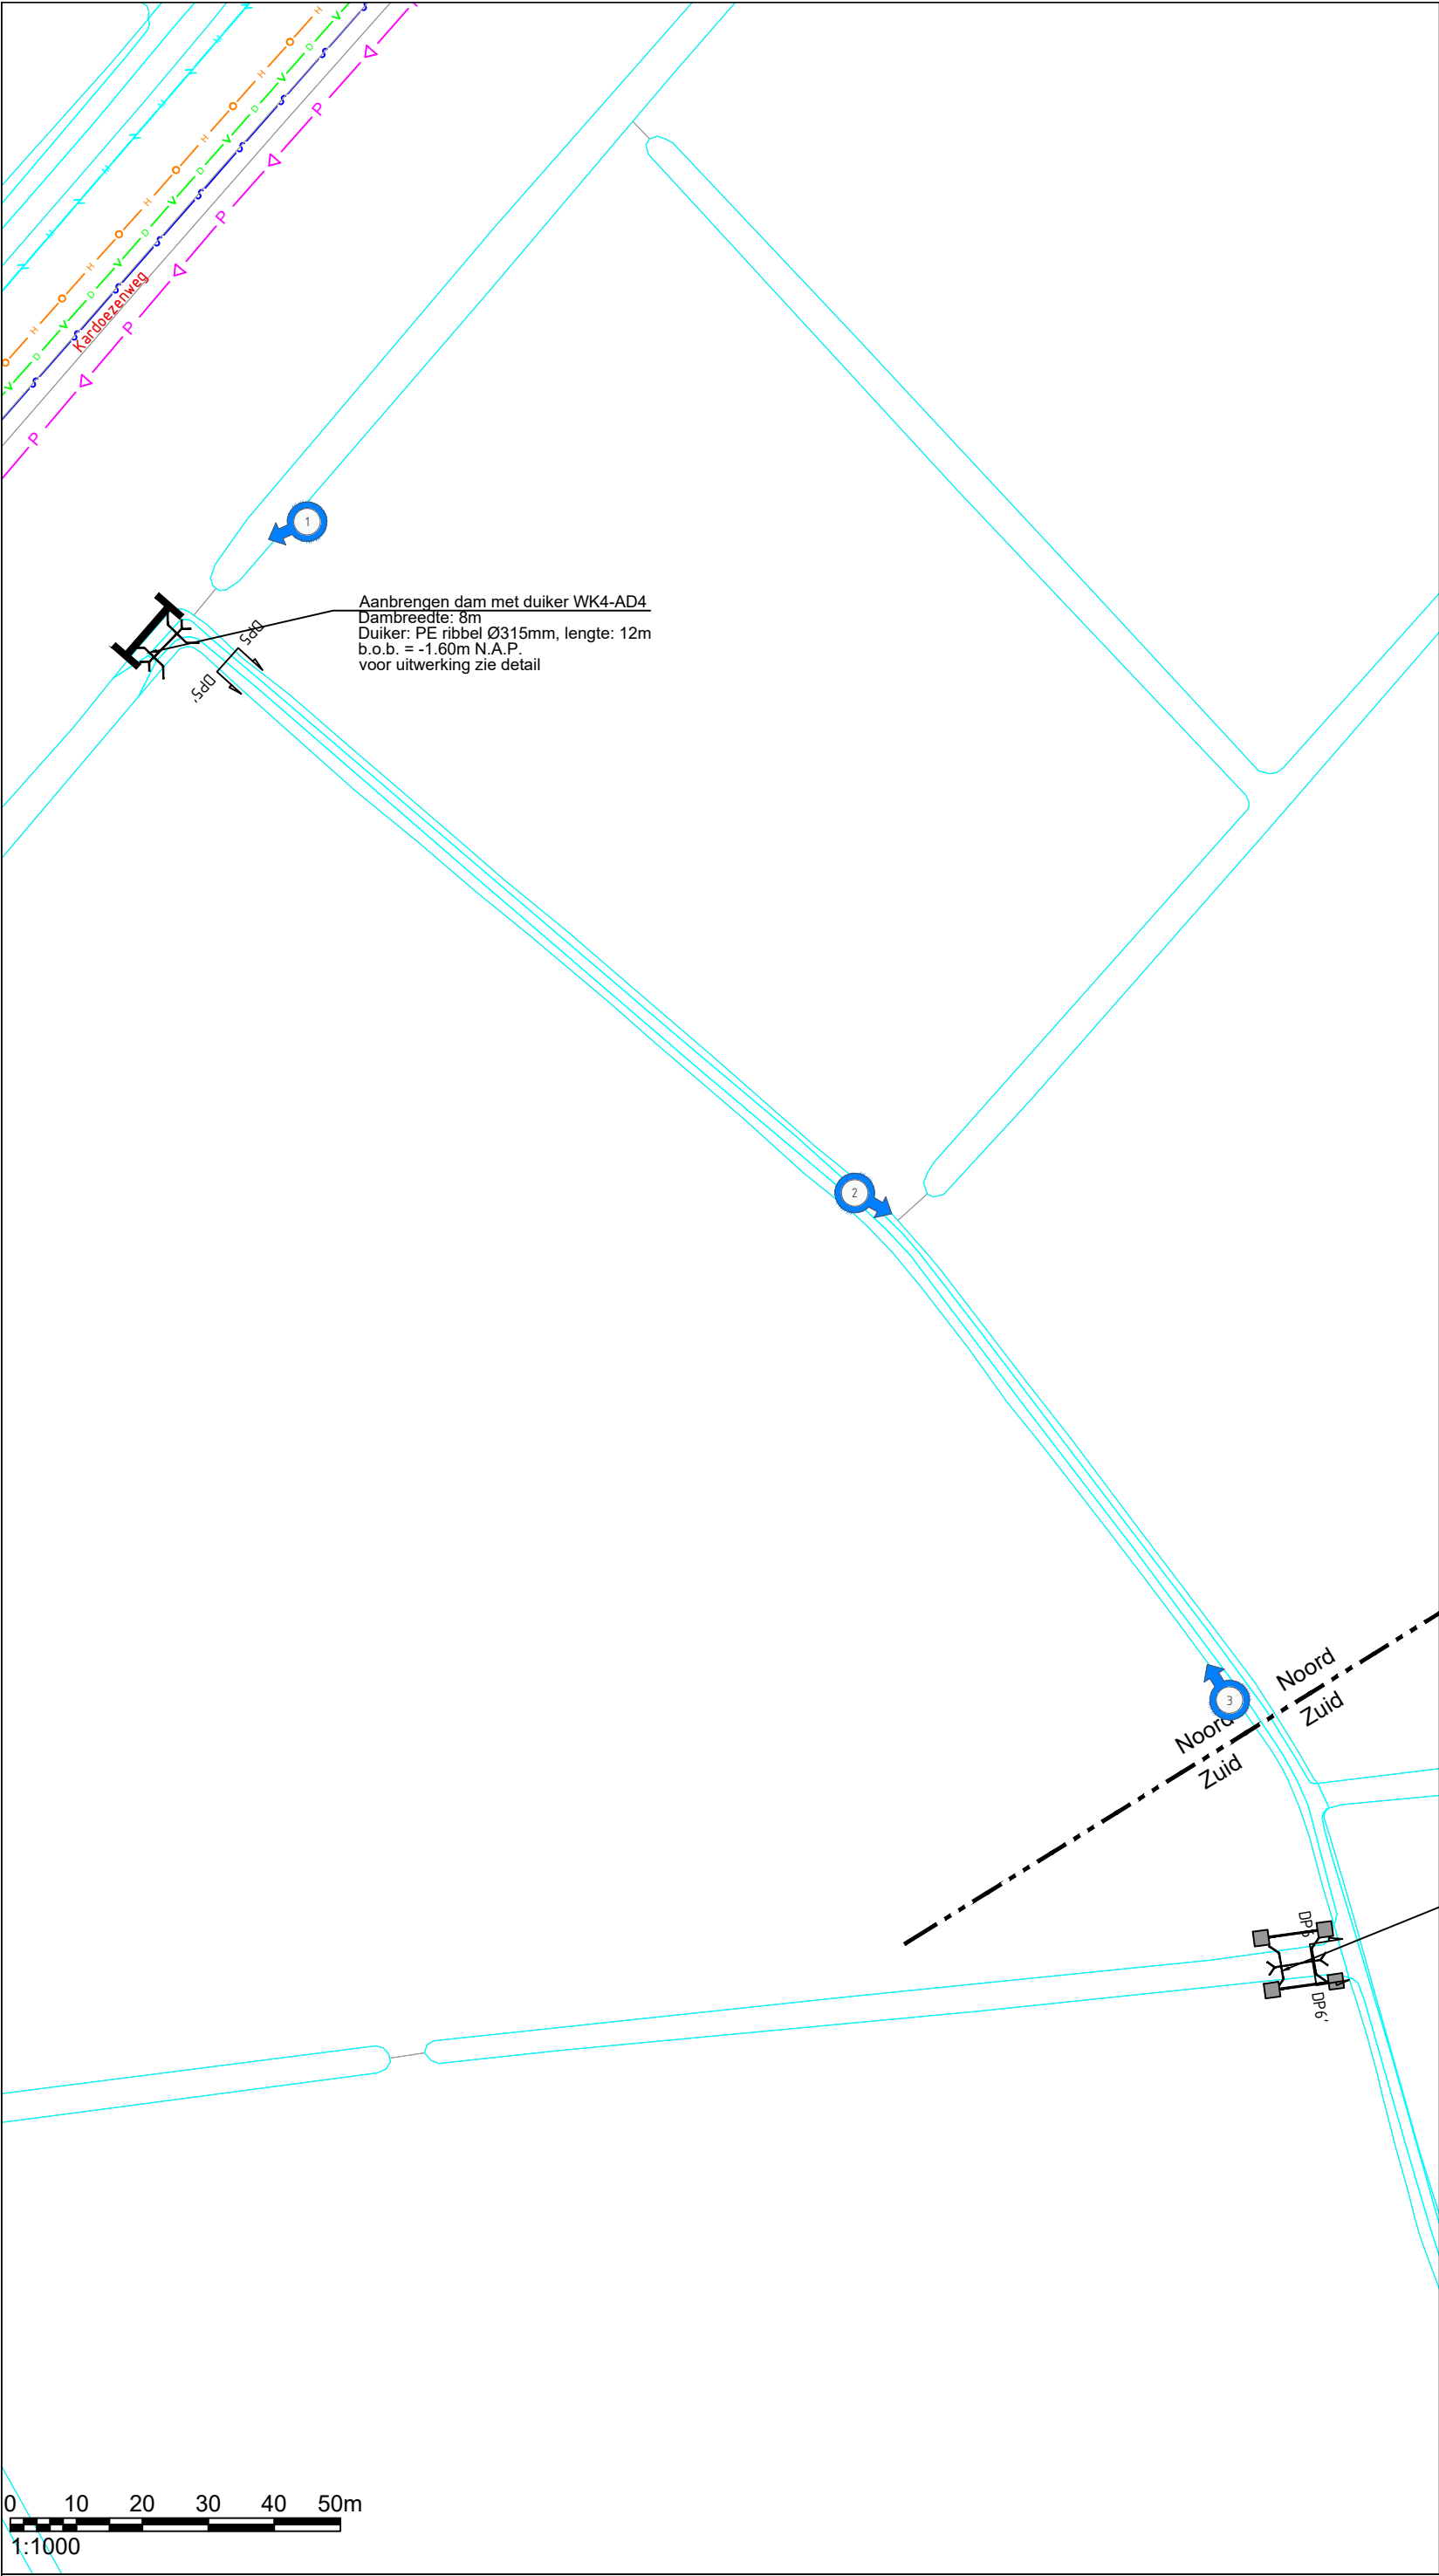 Kardoezenweg
1
Aanbrengen dam met duiker WK4-AD4
Dambreedte: 8m
Duiker: PE ribbel Ø315mm, lengte: 12m
b.o.b. = -1.60m N.A.P.
voor uitwerking zie detail
DP5
DP5'
2
3
Noord
Zuid
Noord
Zuid
DP6'
0 10 20 30 40 50m
1:1000